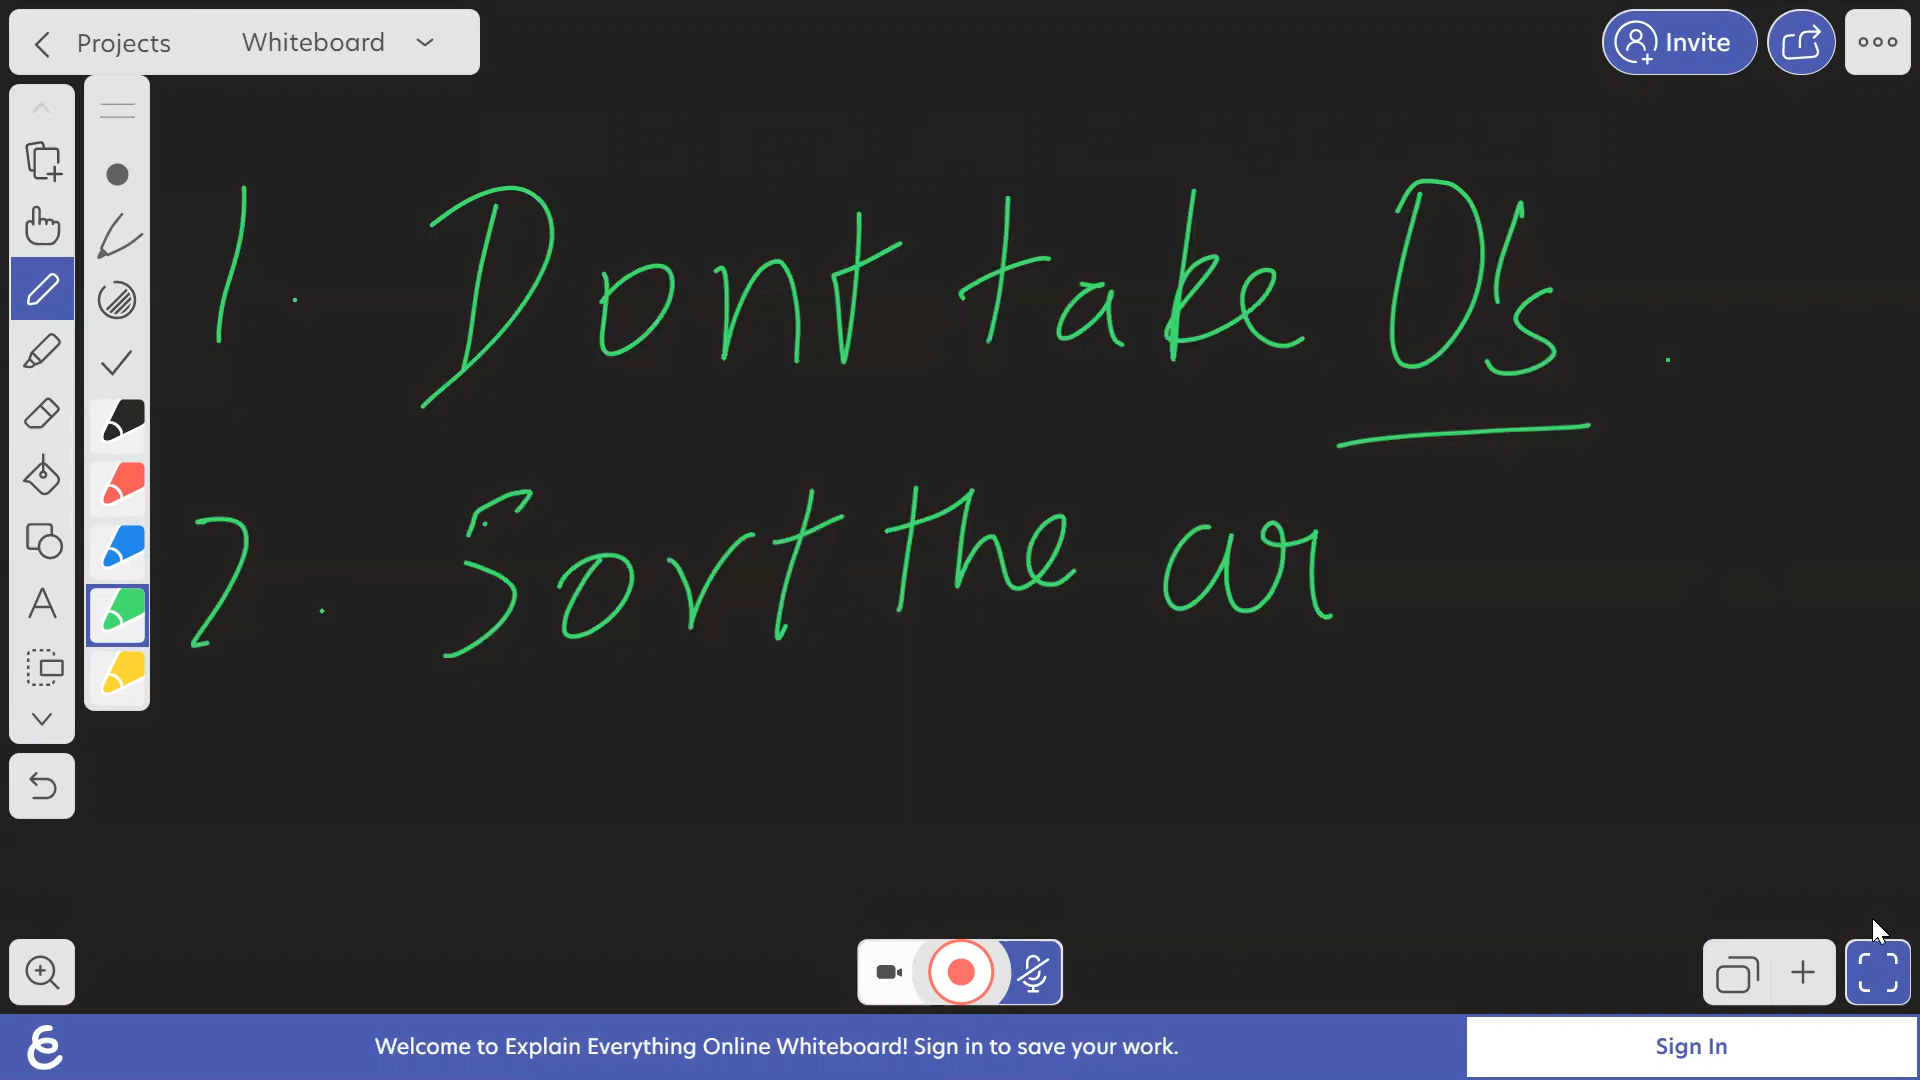 Projects Whiteboard Invite
1. Dont take 0's .
2. Sort the ar
A
Welcome to Explain Everything Online Whiteboard! Sign in to save your work. Sign In